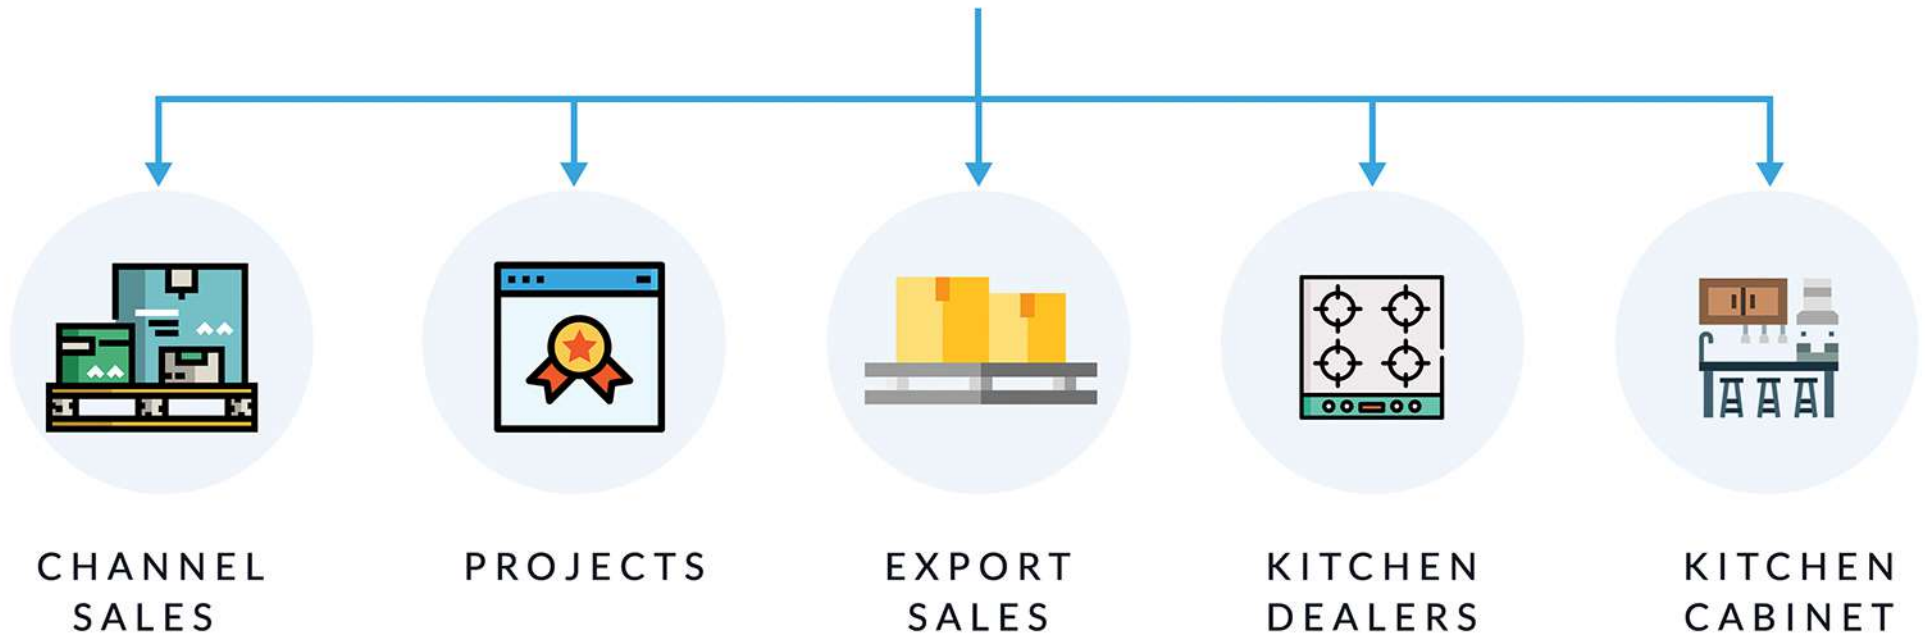 CHANNEL
SALES
PROJECTS
EXPORT
SALES
KITCHEN
DEALERS
KITCHEN
CABINET